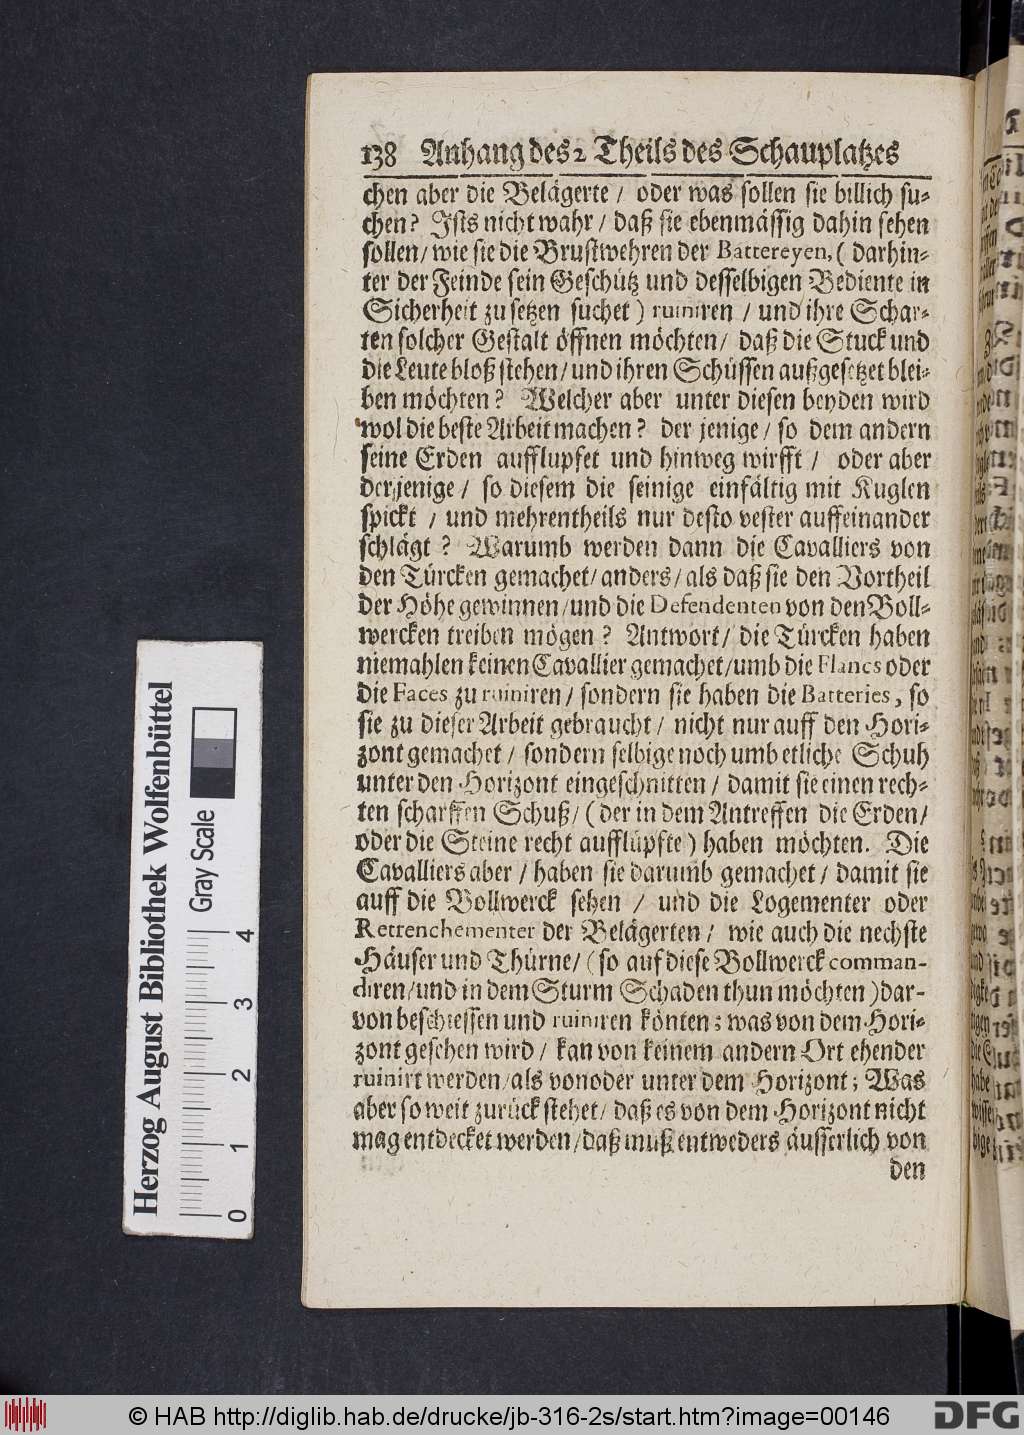 138 Anhang des 2 Theils des Schauplatzes
chen aber die Belägerte / oder was sollen sie billich su-
chen? Ists nicht wahr / daß sie ebenmässig dahin sehen
sollen / wie sie die Brustwehren der Battereyen, ( darhin-
ter der Feinde sein Geschütz und desselbigen Bediente in
Sicherheit zu setzen suchet ) ruiniren / und ihre Schar-
ten solcher Gestalt öffnen möchten / daß die Stuck und
die Leute bloß stehen / und ihren Schüssen außgesetzet blei-
ben möchten? Welcher aber unter diesen beyden wird
wol die beste Arbeit machen? der jenige / so dem andern
seine Erden aufflupfet und hinweg wirfft / oder aber
der jenige / so diesem die seinige einfältig mit Kuglen
spickt / und mehrentheils nur desto vester auffeinander
schlägt? Warumb werden dann die Cavalliers von
den Türcken gemachet / anders / als daß sie den Vortheil
der Höhe gewinnen / und die Defendenten von den Boll-
wercken treiben mögen? Antwort / die Türcken haben
niemahlen keinen Cavallier gemachet / umb die Flancs oder
die Faces zu ruiniren / sondern sie haben die Batteries, so
sie zu dieser Arbeit gebraucht / nicht nur auff den Hori-
zont gemachet / sondern selbige noch umb etliche Schuh
unter den Horizont eingeschnitten / damit sie einen rech-
ten scharffen Schuß / ( der in dem Antreffen die Erden /
oder die Steine recht aufflupfte ) haben möchten. Die
Cavalliers aber / haben sie darumb gemachet / damit sie
auff die Bollwerck sehen / und die Logementer oder
Rettenchementer der Belägerten / wie auch die nechste
Häuser und Thürne / ( so auf diese Bollwerck comman-
diren / und in dem Sturm Schaden thun möchten ) dar-
von beschiessen und ruiniren könten; was von dem Hori-
zont gesehen wird / kan von keinem andern Ort ehender
ruinirt werden / als von oder unter dem Horizont; Was
aber so weit zurück stehet / daß es von dem Horizont nicht
mag entdecket werden / daß muß entweders äusserlich von
den
Herzog August Bibliothek Wolfenbüttel
Gray Scale
0 1 2 3 4
© HAB http://diglib.hab.de/drucke/jb-316-2s/start.htm?image=00146
DFG